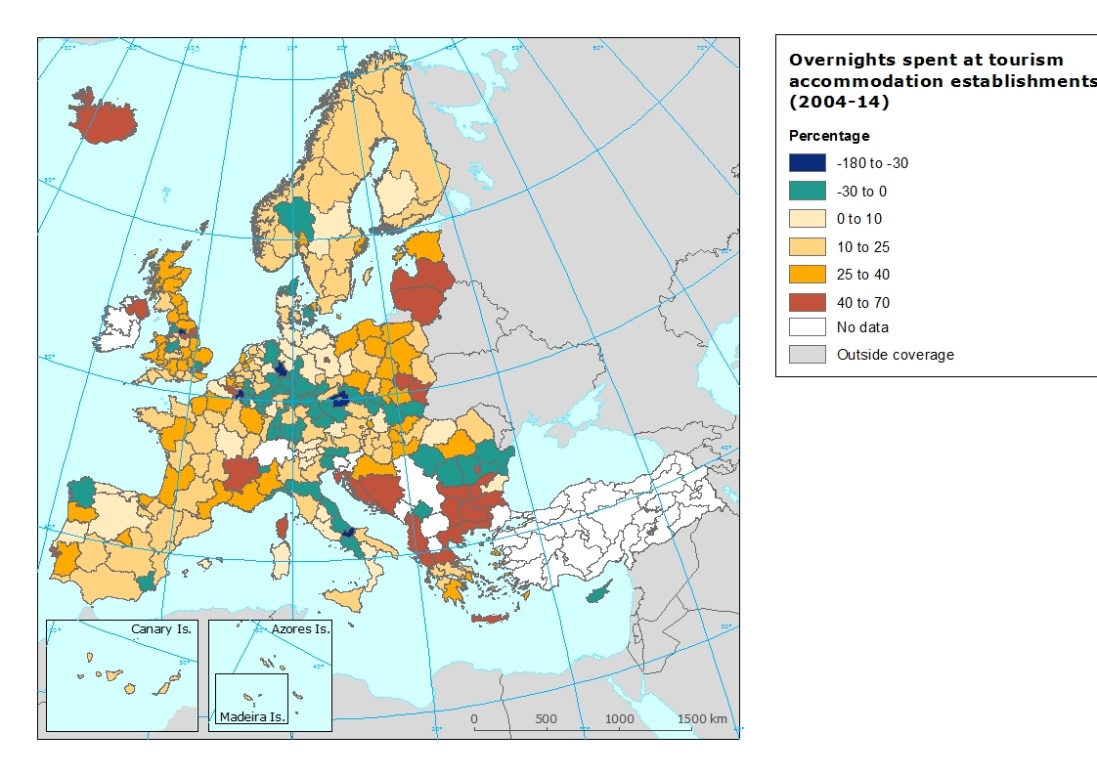 Overnights spent at tourism
accommodation establishments
(2004-14)
Percentage
-180 to -30
-30 to 0
0 to 10
10 to 25
25 to 40
40 to 70
No data
Outside coverage
Canary Is.
Azores Is.
Madeira Is.
0 500 1000 1500 km